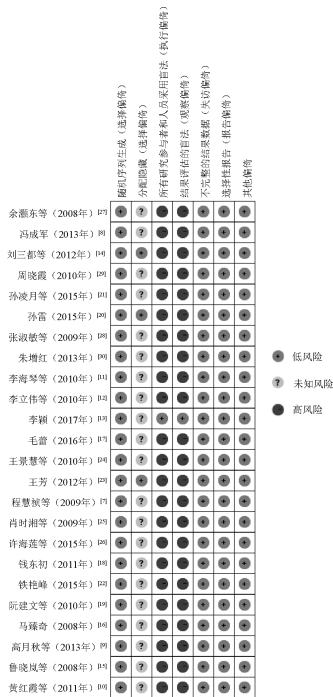 随机序列生成（选择偏倚）
分配隐藏（选择偏倚）
所有研究参与者和人员采用盲法（执行偏倚）
结果评估的盲法（观察偏倚）
不完整的结果数据（失访偏倚）
选择性报告（报告偏倚）
其他偏倚
余灏东等（2008年）[27]
冯成军（2013年）[8]
刘三都等（2012年）[14]
周晓霞（2010年）[29]
孙凌月等（2015年）[21]
孙雷（2015年）[20]
张淑敏等（2009年）[28]
朱增红（2013年）[30]
李海琴等（2010年）[11]
李立伟等（2010年）[12]
李颖（2017年）[13]
毛蕾（2016年）[17]
王景慧等（2010年）[24]
王芳（2012年）[23]
程慧桢等（2009年）[7]
肖时湘等（2009年）[25]
许海莲等（2015年）[26]
钱东初（2011年）[18]
铁艳峰（2015年）[22]
阮建文等（2010年）[19]
马臻奇（2008年）[16]
高月秋等（2013年）[9]
鲁晓岚等（2008年）[15]
黄红霞等（2011年）[10]
+ 低风险
? 未知风险
高风险